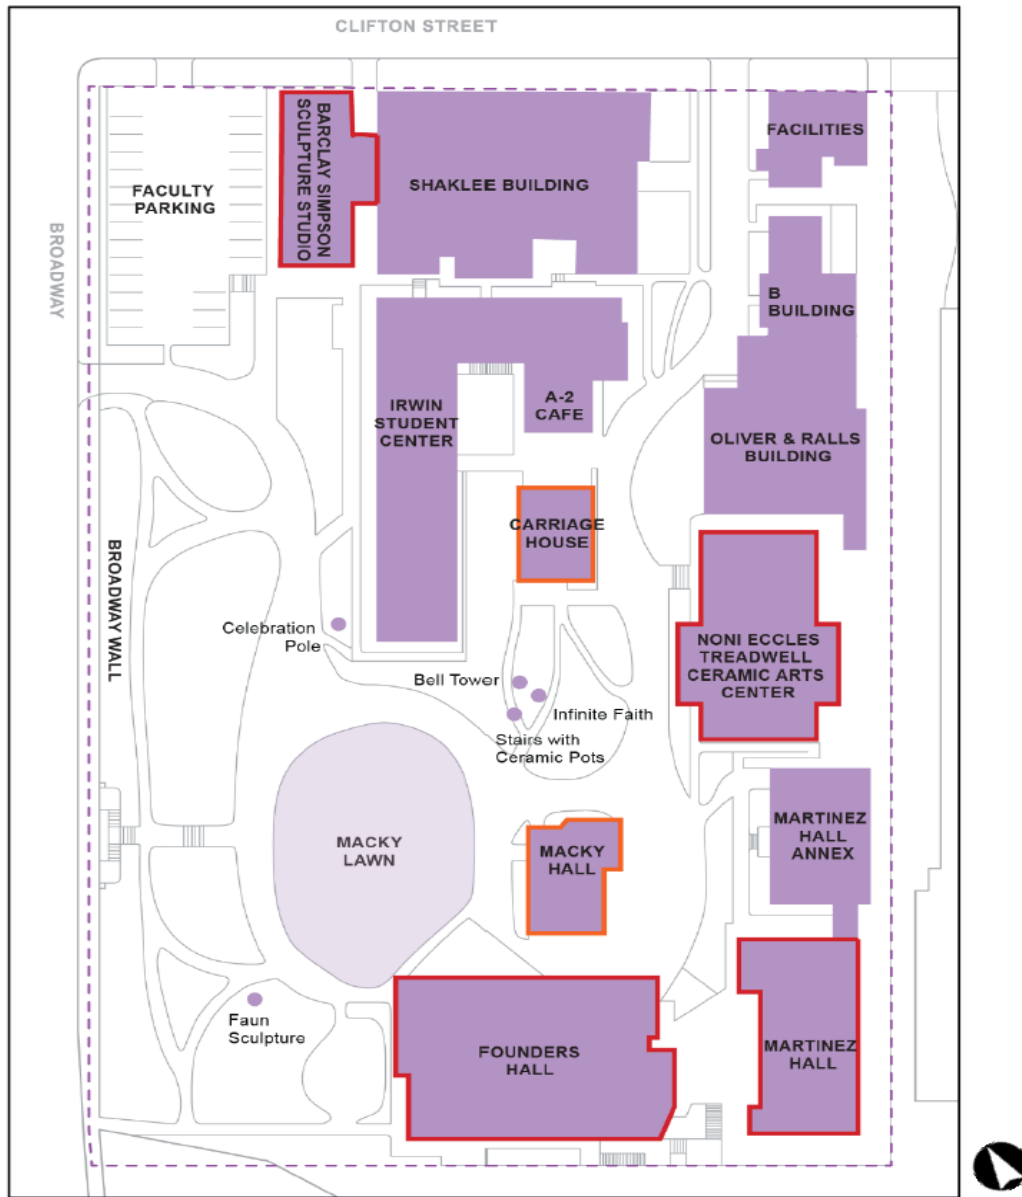 CLIFTON STREET
BROADWAY
FACULTY
PARKING
BARCLAY SIMPSON
SCULPTURE STUDIO
SHAKLEE BUILDING
FACILITIES
B
BUILDING
IRWIN
STUDENT
CENTER
A-2
CAFE
OLIVER & RALLS
BUILDING
CARRIAGE
HOUSE
BROADWAY WALL
Celebration
Pole
Bell Tower
Infinite Faith
Stairs with
Ceramic Pots
NONI ECCLES
TREADWELL
CERAMIC ARTS
CENTER
MACKY
LAWN
MACKY
HALL
MARTINEZ
HALL
ANNEX
Faun
Sculpture
FOUNDERS
HALL
MARTINEZ
HALL